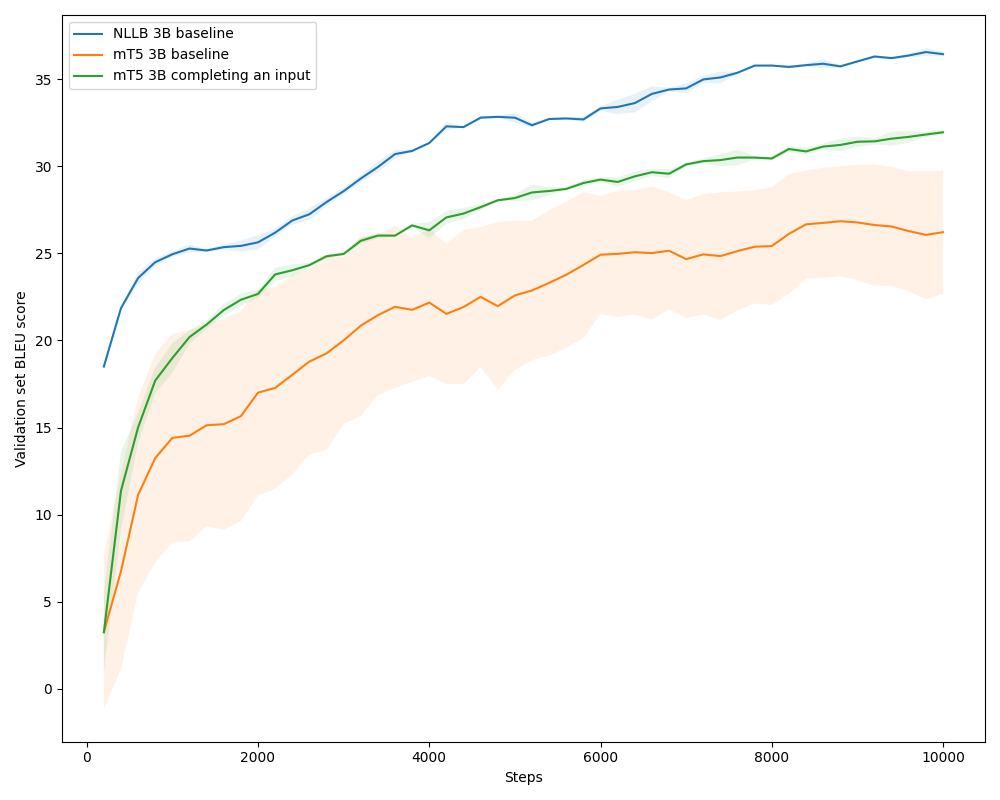 NLLB 3B baseline
mT5 3B baseline
mT5 3B completing an input
Validation set BLEU score
35
30
25
20
15
10
5
0
0 2000 4000 6000 8000 10000
Steps